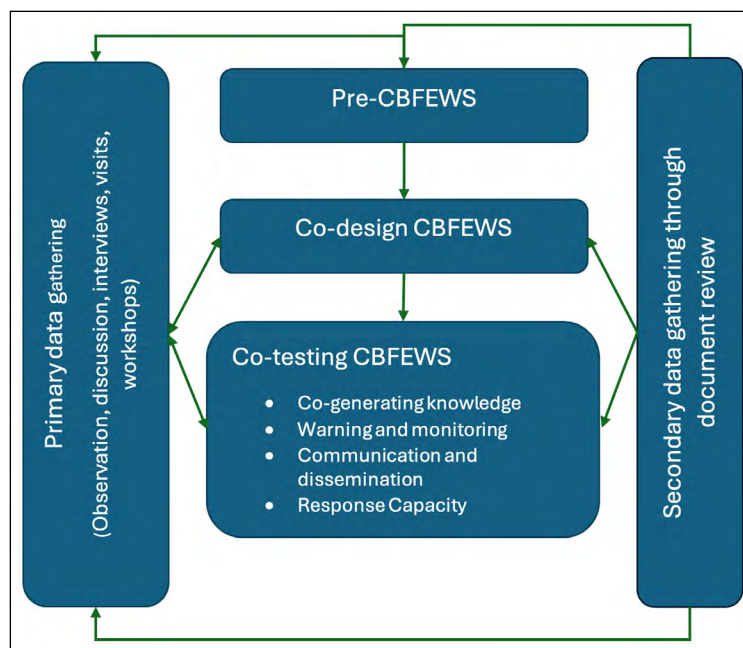 Primary data gathering
(Observation, discussion, interviews, visits,
workshops)
Pre-CBFEWS
Co-design CBFEWS
Co-testing CBFEWS
• Co-generating knowledge
• Warning and monitoring
• Communication and
dissemination
• Response Capacity
Secondary data gathering through
document review